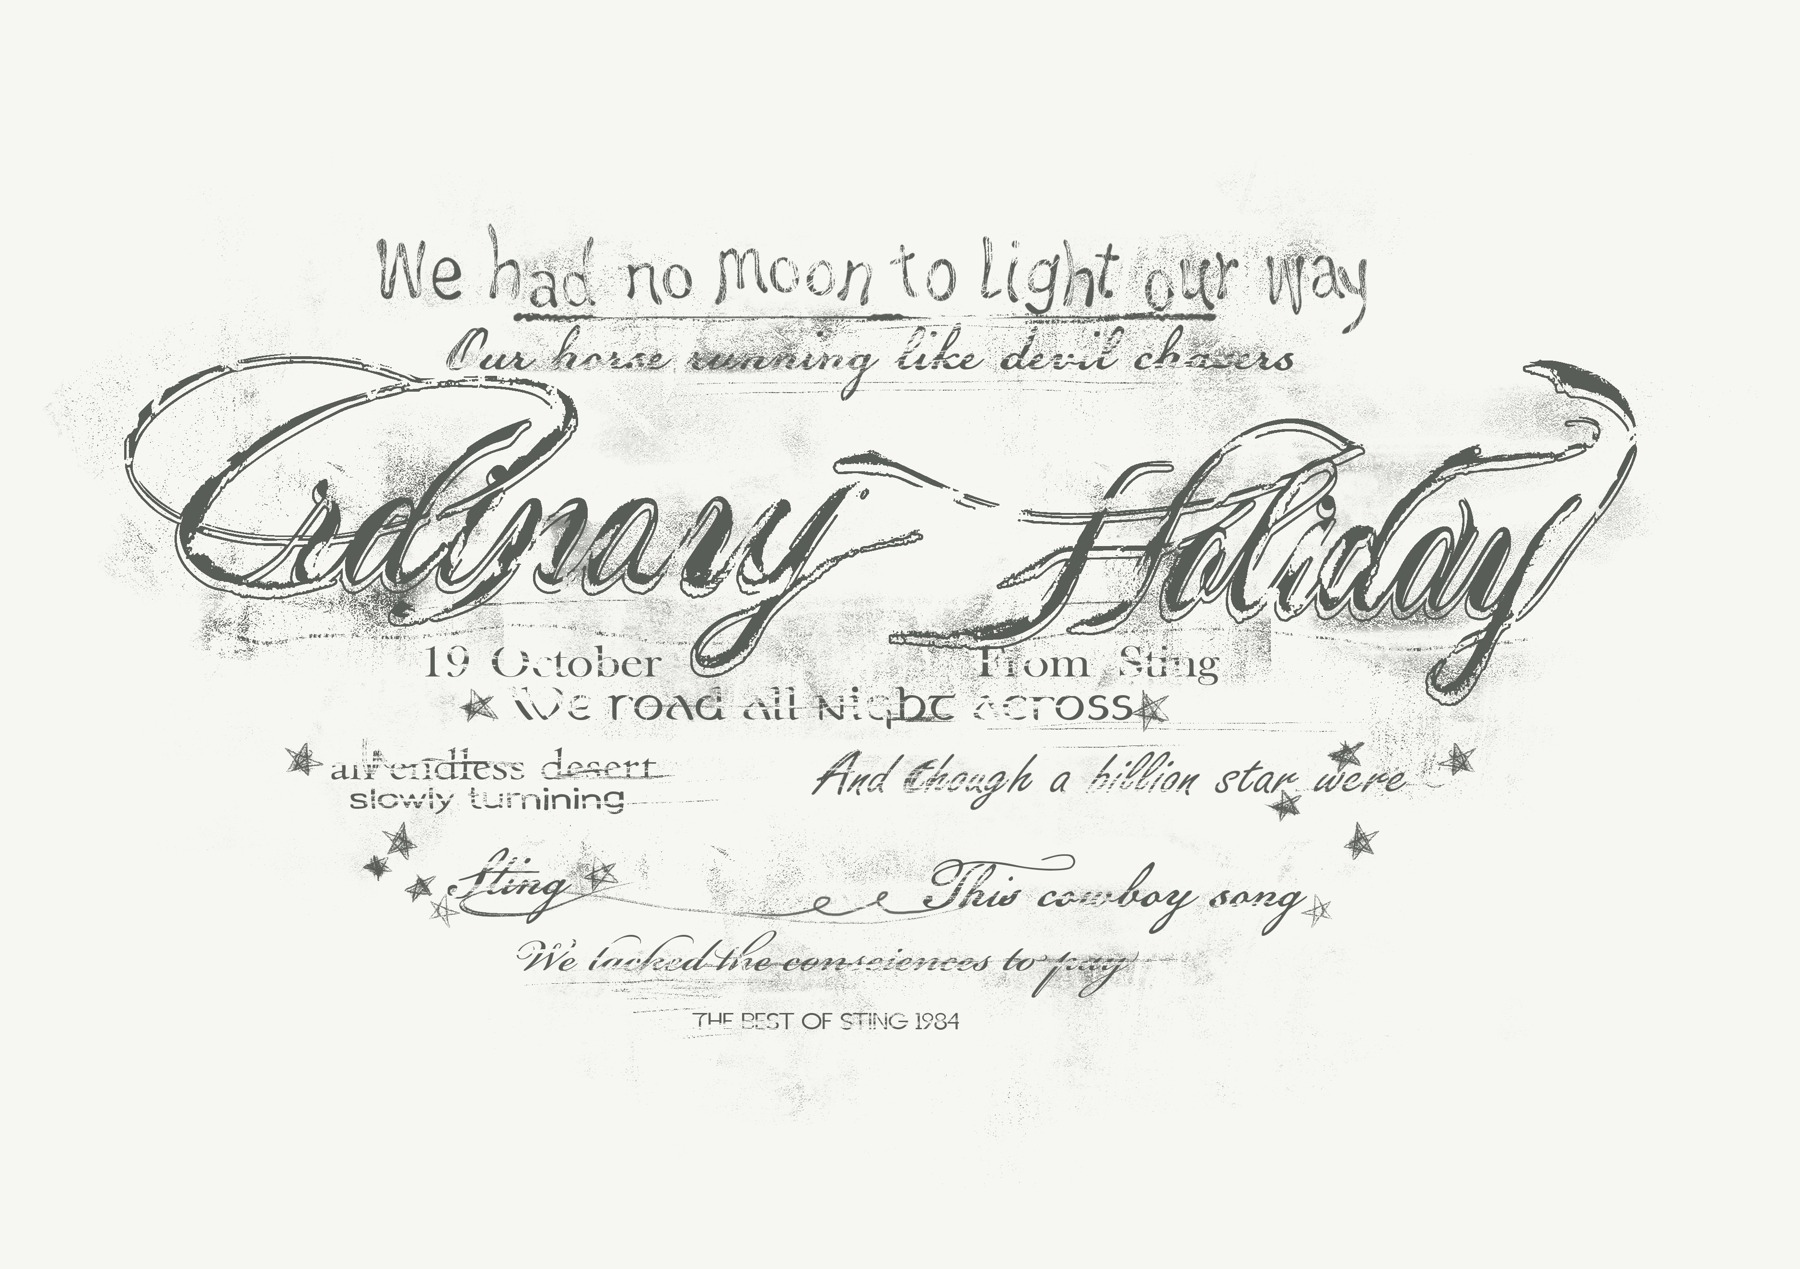 We had no moon to light our way
Our horse running like devil chasers
Ordinary Holiday
19 October From Sting
We road all night across
an endless desert
And though a billion star were
slowly turnining
Sting This cowboy song
We lacked the consciences to pay
THE BEST OF STING 1984